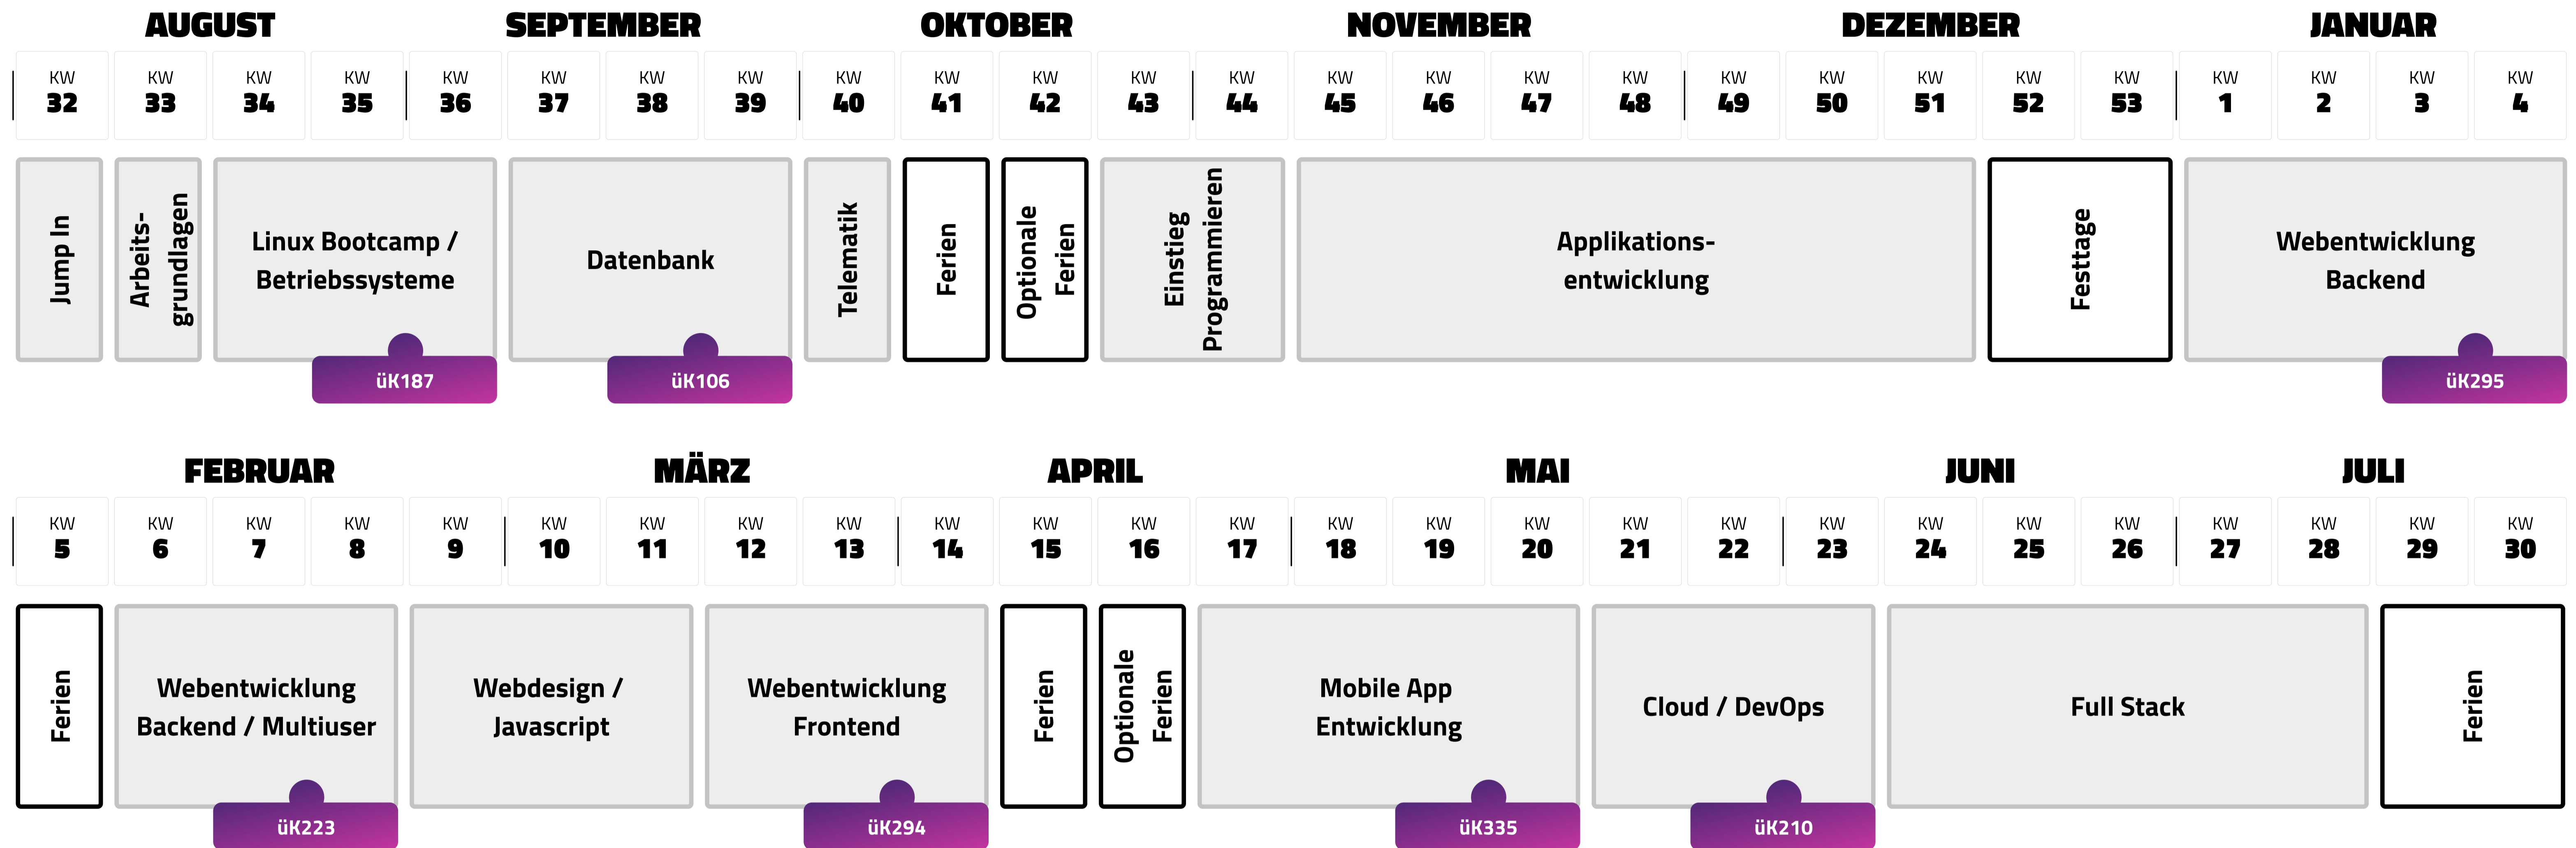 AUGUST SEPTEMBER OKTOBER NOVEMBER DEZEMBER JANUAR
KW KW KW KW KW KW KW KW KW KW KW KW KW KW KW KW KW KW KW KW KW KW KW KW KW KW
32 33 34 35 36 37 38 39 40 41 42 43 44 45 46 47 48 49 50 51 52 53 1 2 3 4
Jump In
Arbeits-
grundlagen
Linux Bootcamp /
Betriebssysteme
üK187
Datenbank
üK106
Telematik
Ferien
Optionale
Ferien
Einstieg
Programmieren
Applikations-
entwicklung
Festtage
Webentwicklung
Backend
üK295
FEBRUAR MÄRZ APRIL MAI JUNI JULI
KW KW KW KW KW KW KW KW KW KW KW KW KW KW KW KW KW KW KW KW KW KW KW KW KW KW
5 6 7 8 9 10 11 12 13 14 15 16 17 18 19 20 21 22 23 24 25 26 27 28 29 30
Ferien
Webentwicklung
Backend / Multiuser
üK223
Webdesign /
Javascript
Webentwicklung
Frontend
üK294
Ferien
Optionale
Ferien
Mobile App
Entwicklung
üK335
Cloud / DevOps
üK210
Full Stack
Ferien